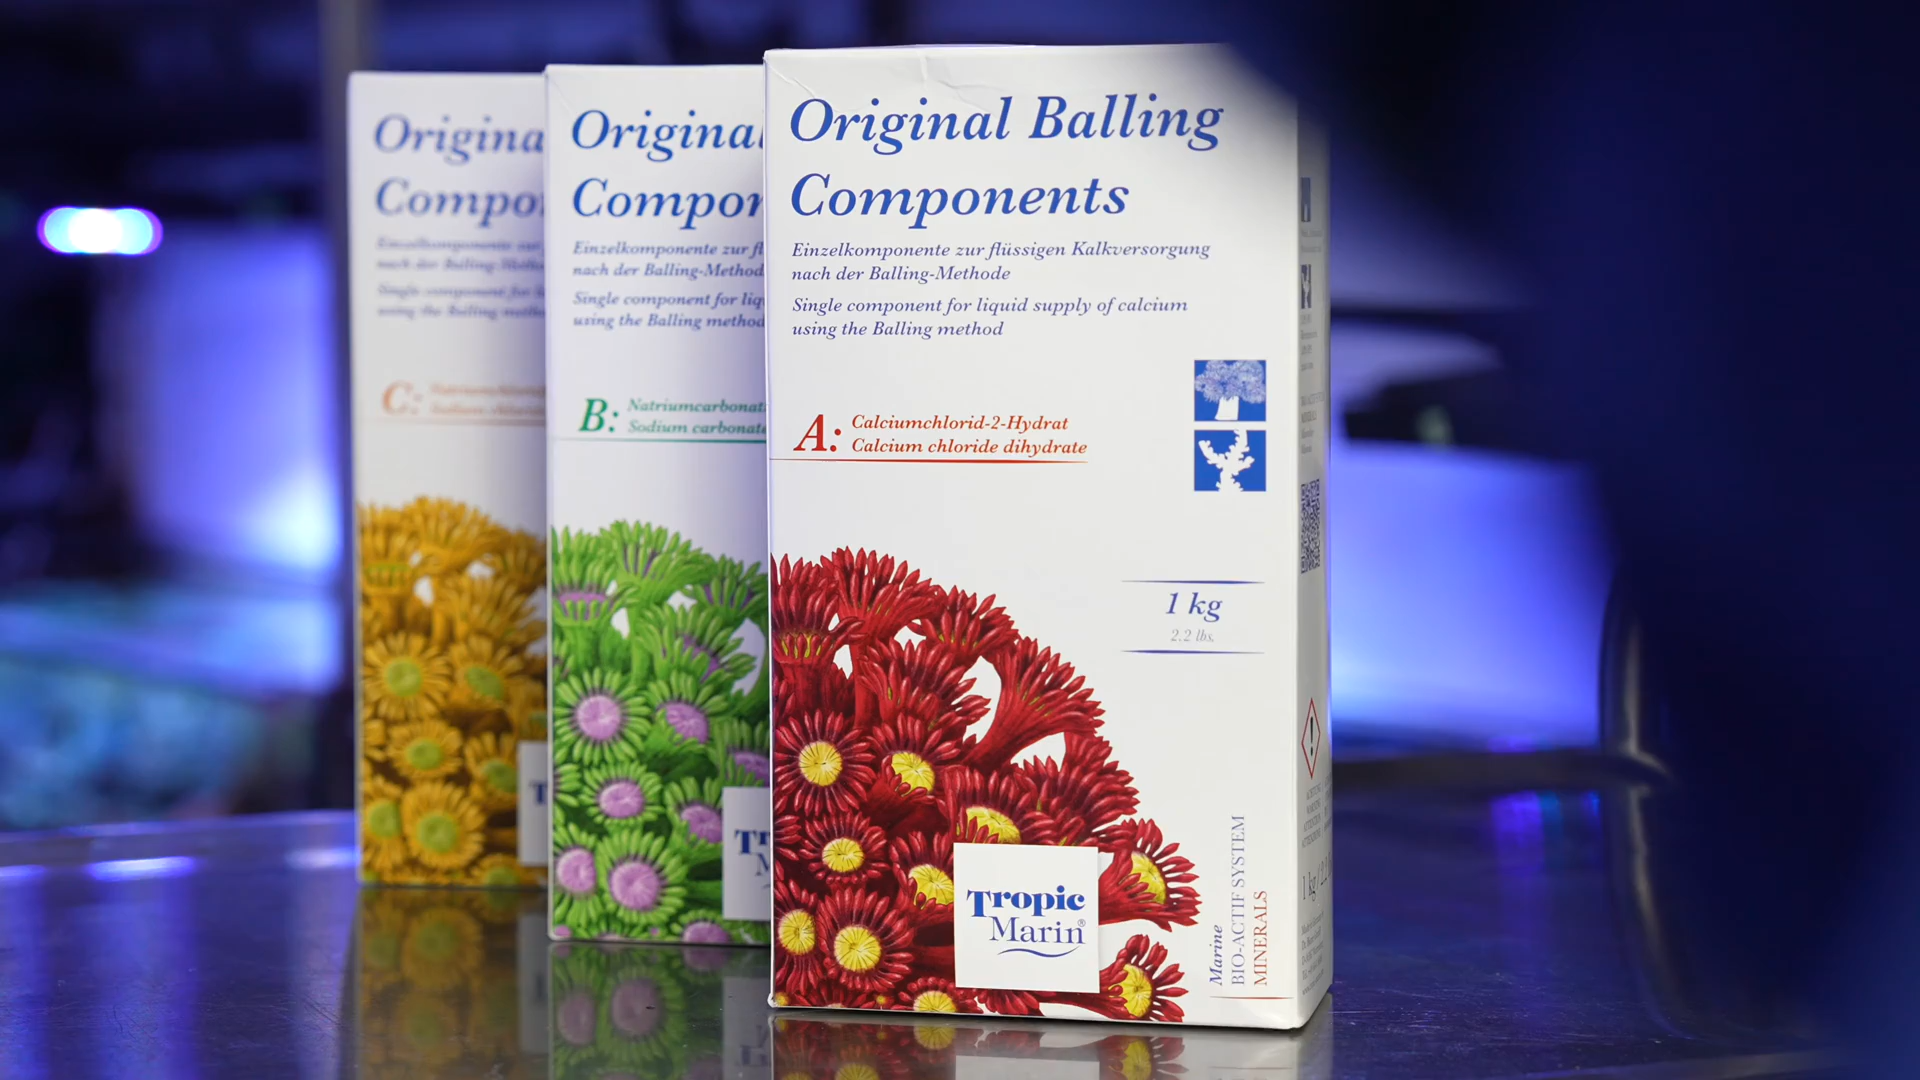 Origina
Compo
C:
Original
Compon
Einzelkomponente zur fl
nach der Balling-Method
Single component for liq
using the Balling method
B: Natriumcarbonat
Sodium carbonate
Original Balling
Components
Einzelkomponente zur flüssigen Kalkversorgung
nach der Balling-Methode
Single component for liquid supply of calcium
using the Balling method
A: Calciumchlorid-2-Hydrat
Calcium chloride dihydrate
1 kg
2.2 lbs.
Tropic
Marin®
Marine
BIO-ACTIF SYSTEM
MINERALS